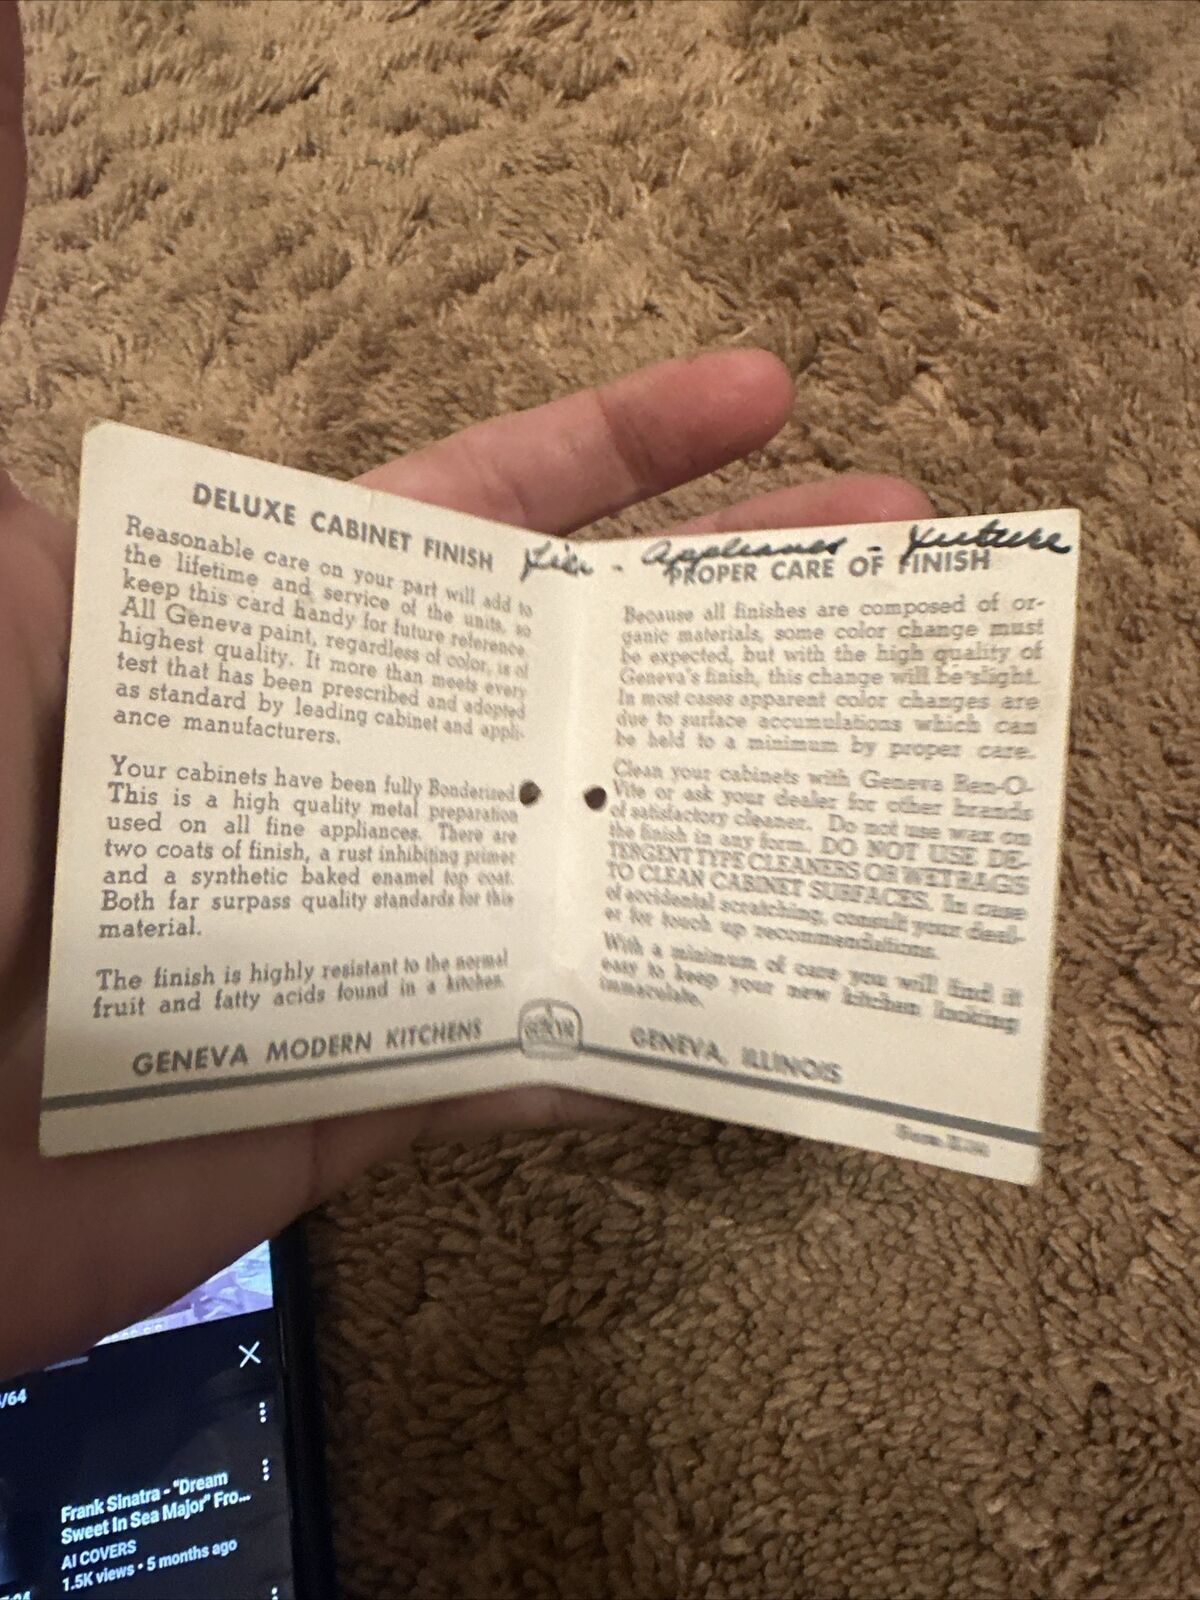 DELUXE CABINET FINISH
Reasonable care on your part will add to
the lifetime and service of the units, so
keep this card handy for future reference.
All Geneva paint, regardless of color, is of
highest quality. It more than meets every
test that has been prescribed and adopted
as standard by leading cabinet and appli-
ance manufacturers.
Your cabinets have been fully Bonderized
This is a high quality metal preparation
used on all fine appliances. There are
two coats of finish, a rust inhibiting primer
and a synthetic baked enamel top coat.
Both far surpass quality standards for this
material.
The finish is highly resistant to the normal
fruit and fatty acids found in a kitchen.
GENEVA MODERN KITCHENS
- Appliances -
PROPER CARE OF FINISH
Because all finishes are composed of or-
ganic materials, some color change must
be expected, but with the high quality of
Geneva's finish, this change will be slight.
In most cases apparent color changes are
due to surface accumulations which can
be held to a minimum by proper care.
Clean your cabinets with Geneva Ren-O-
Vite or ask your dealer for other brands
of satisfactory cleaner. Do not use wax on
the finish in any form. DO NOT USE DE-
TERGENT TYPE CLEANERS OR WET RAGS
TO CLEAN CABINET SURFACES. In case
of accidental scratching, consult your deal-
er for touch up recommendations.
With a minimum of care you will find it
easy to keep your new kitchen looking
immaculate.
GENEVA
GENEVA, ILLINOIS
Form
/64
Frank Sinatra - "Dream
Sweet In Sea Major" Fro...
AI COVERS
1.5K views • 5 months ago